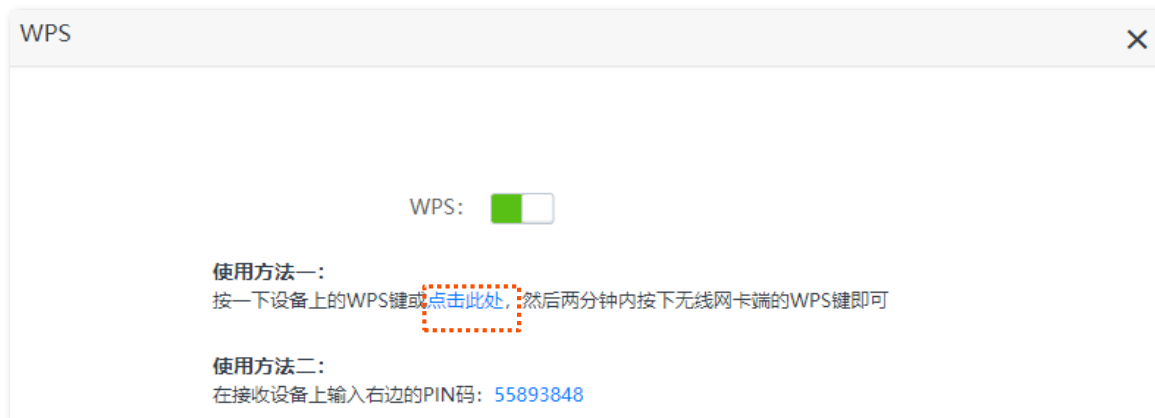 WPS
WPS：
使用方法一：
按一下设备上的WPS键或点击此处，然后两分钟内按下无线网卡端的WPS键即可
使用方法二：
在接收设备上输入右边的PIN码：55893848